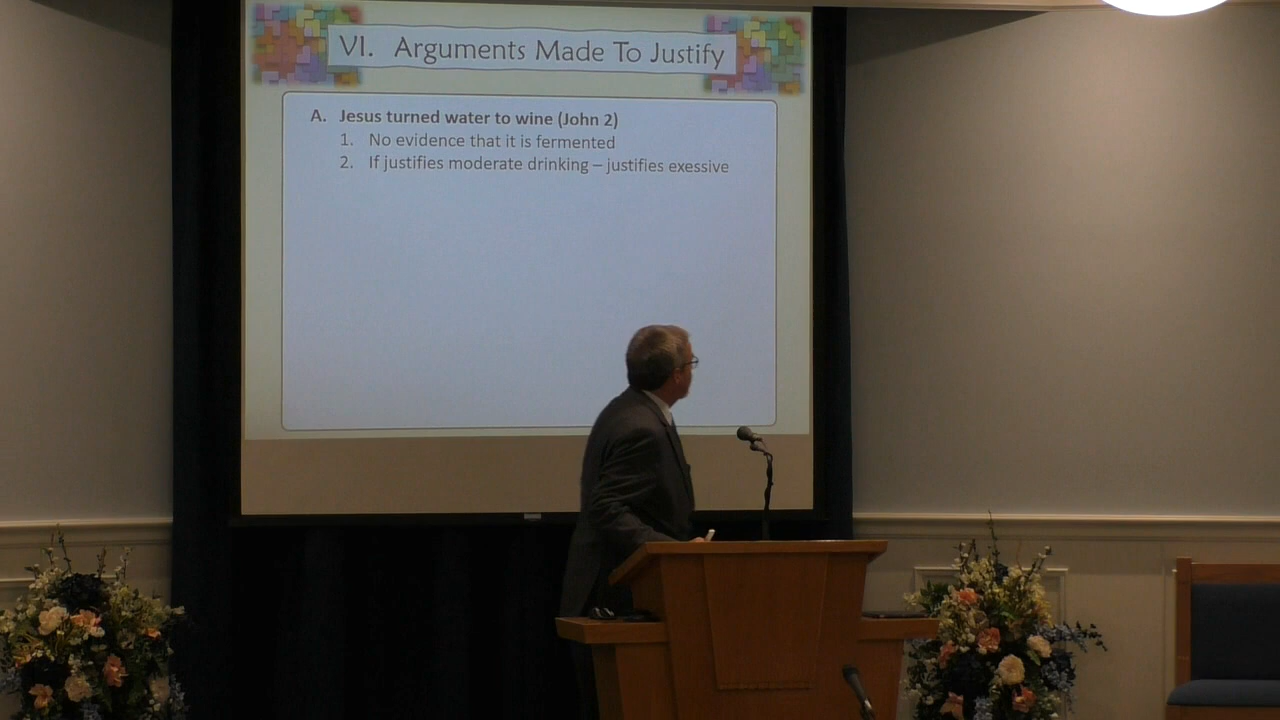 VI. Arguments Made To Justify
A. Jesus turned water to wine (John 2)
1. No evidence that it is fermented
2. If justifies moderate drinking – justifies exessive